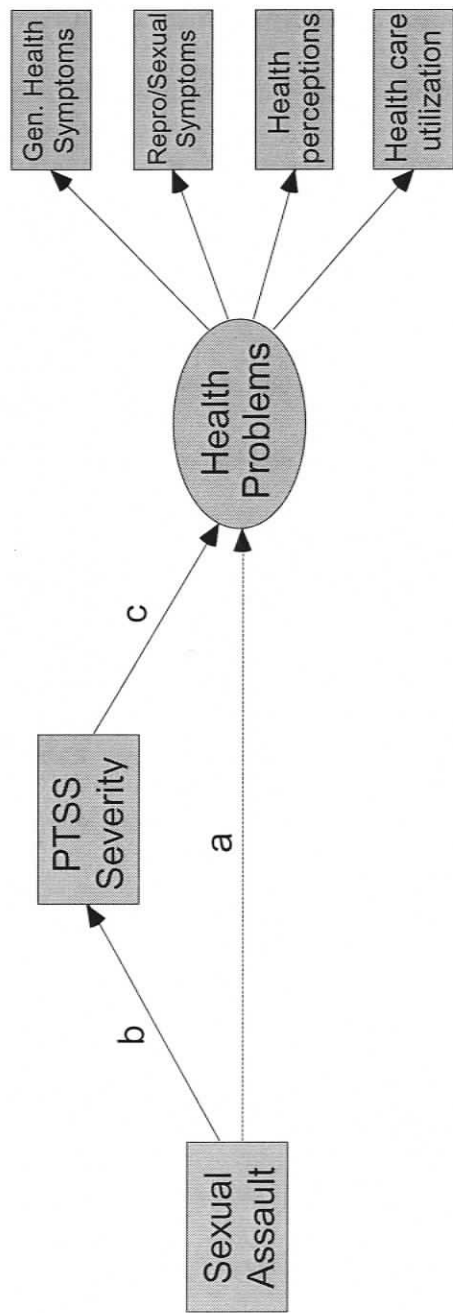 Sexual
Assault
b
a
PTSS
Severity
c
Health
Problems
Gen. Health
Symptoms
Repro/Sexual
Symptoms
Health
perceptions
Health care
utilization